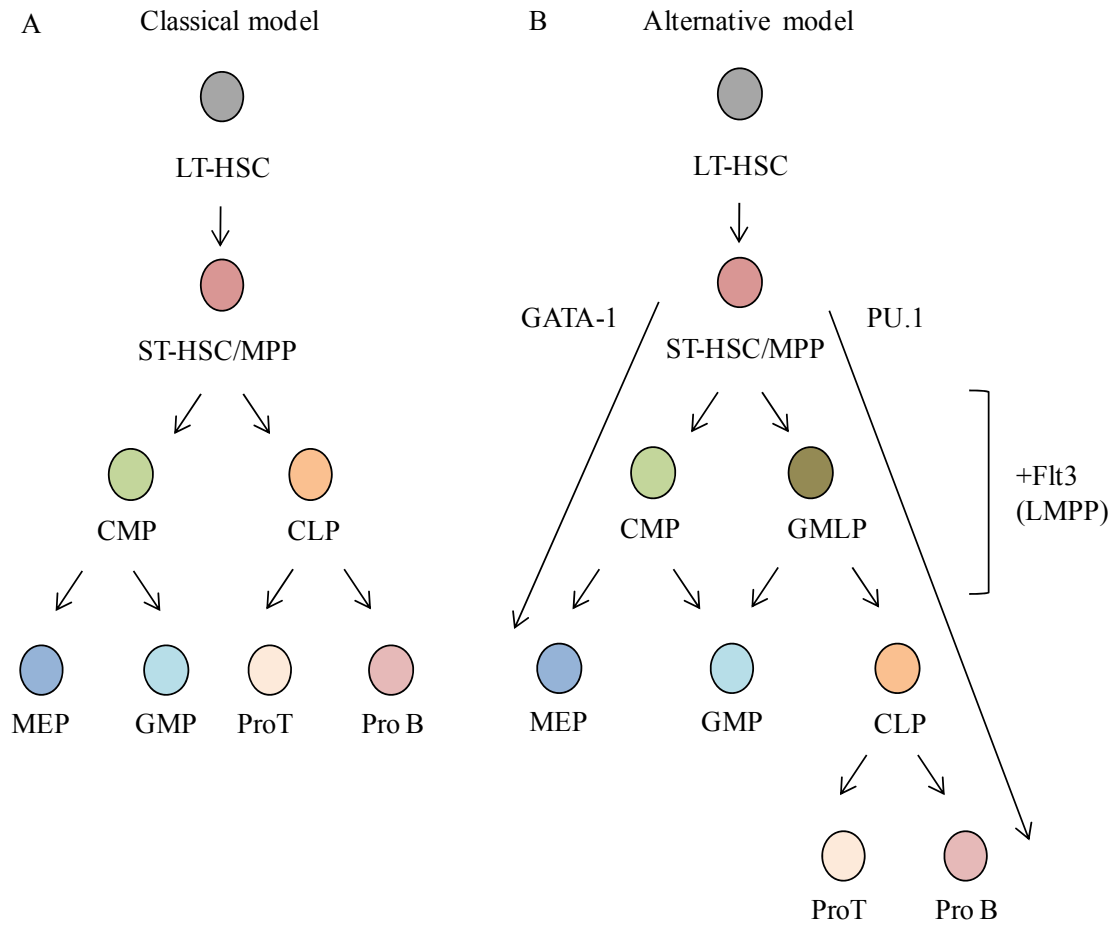 A
Classical model
LT-HSC
ST-HSC/MPP
CMP
CLP
MEP
GMP
ProT
Pro B
B
Alternative model
LT-HSC
GATA-1
PU.1
ST-HSC/MPP
+Flt3
(LMPP)
CMP
GMLP
MEP
GMP
CLP
ProT
Pro B